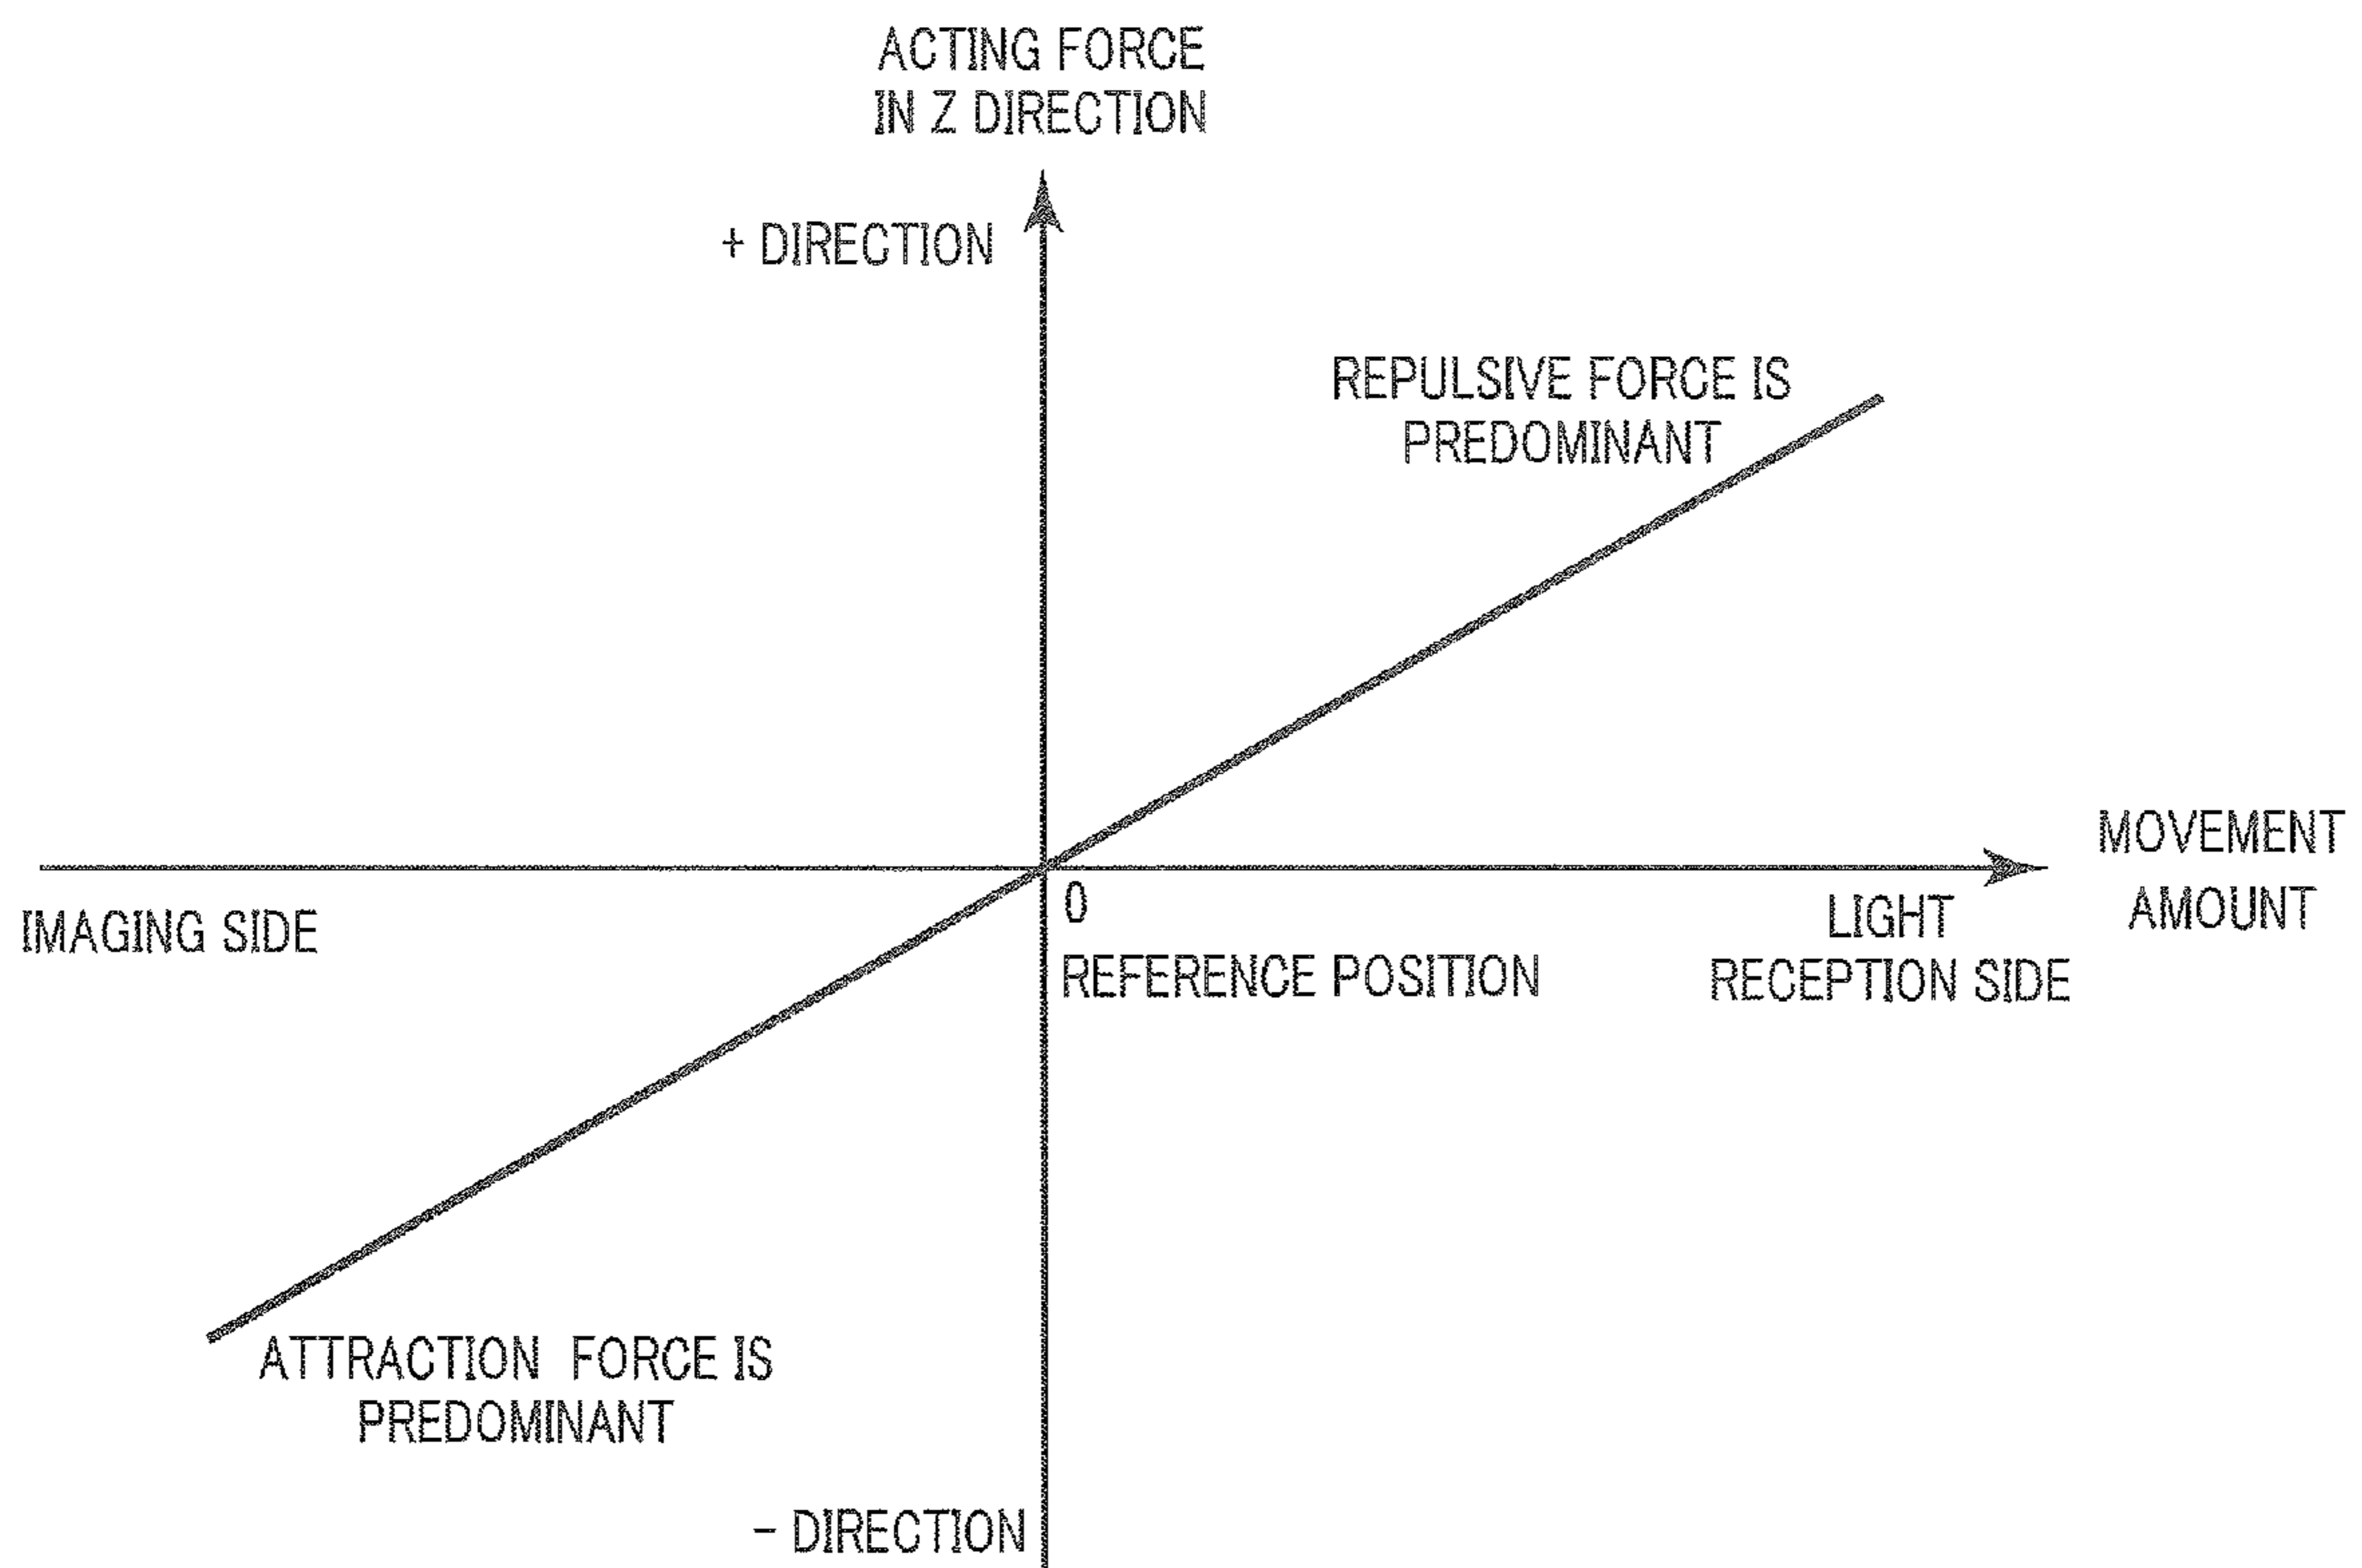 ACTING FORCE
IN Z DIRECTION
+ DIRECTION
REPULSIVE FORCE IS
PREDOMINANT
MOVEMENT
AMOUNT
0
LIGHT
RECEPTION SIDE
IMAGING SIDE
REFERENCE POSITION
ATTRACTION FORCE IS
PREDOMINANT
- DIRECTION